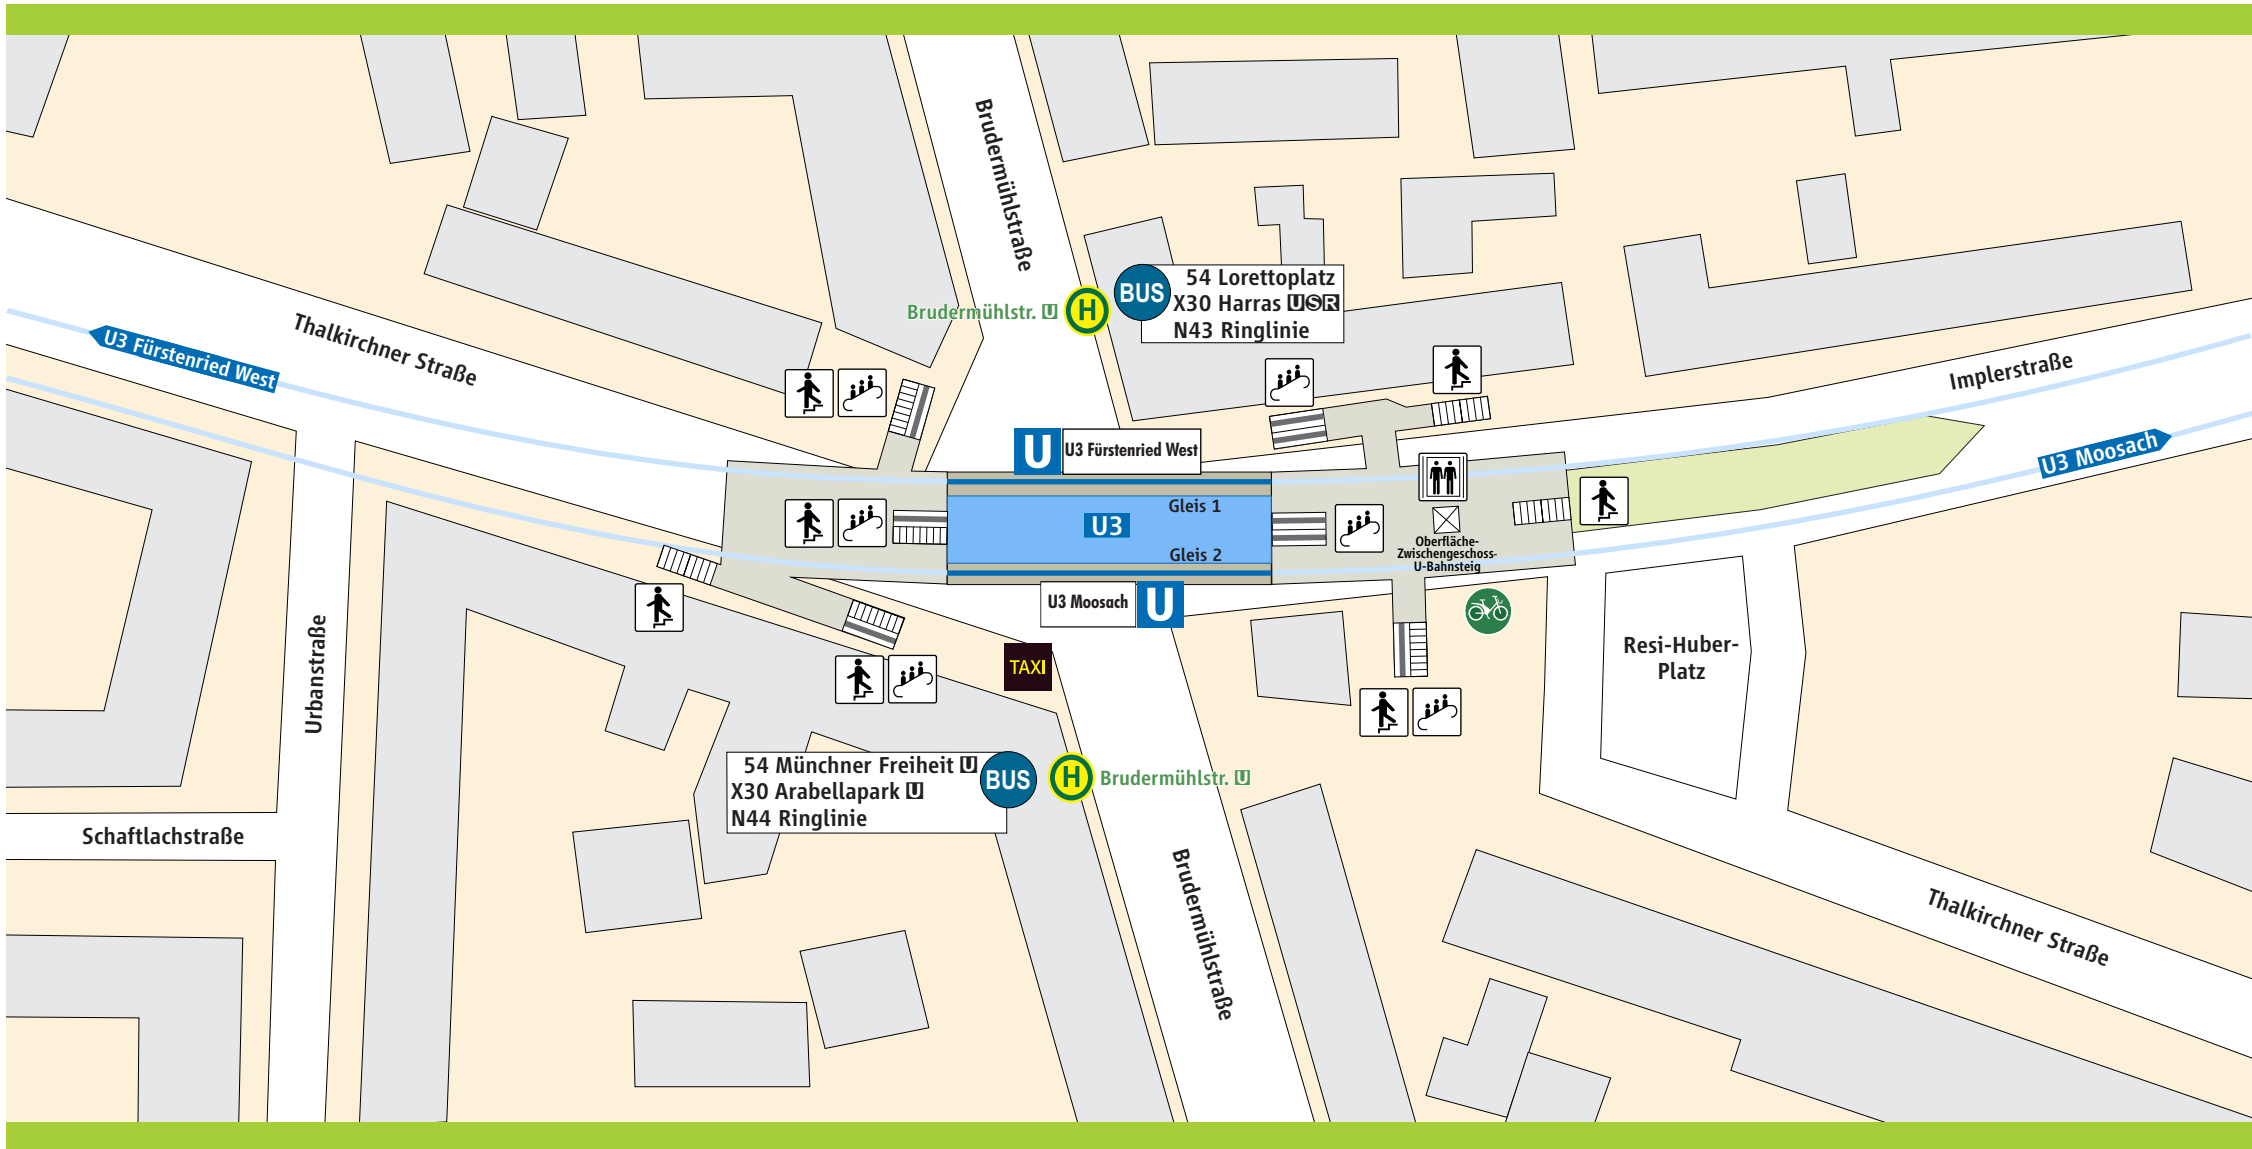 Brudermühlstraße
54 Lorettoplatz
BUS
X30 Harras U S R
N43 Ringlinie
Brudermühlstr. U
H
Thalkirchner Straße
U3 Fürstenried West
Implerstraße
U3 Moosach
U
U3 Fürstenried West
Gleis 1
U3
Gleis 2
Oberfläche-
Zwischengeschoss-
U-Bahnsteig
U3 Moosach
U
TAXI
Resi-Huber-
Platz
Urbanstraße
54 Münchner Freiheit U
X30 Arabellapark U
N44 Ringlinie
BUS
H
Brudermühlstr. U
Schaftlachstraße
Brudermühlstraße
Thalkirchner Straße